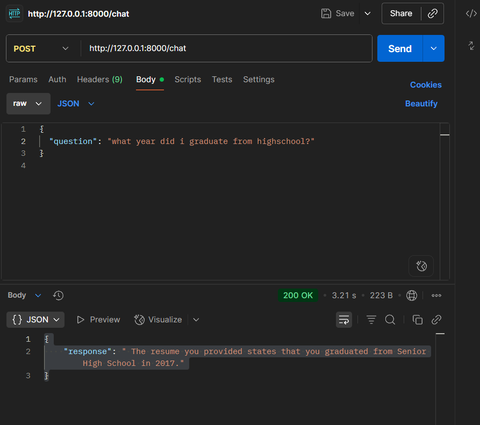 HTTP http://127.0.0.1:8000/chat Save Share </>
POST http://127.0.0.1:8000/chat Send
Params Auth Headers (9) Body Scripts Tests Settings Cookies
raw JSON Beautify
1 {
2 "question": "what year did i graduate from highschool?"
3 }
4
Body 200 OK 3.21 s 223 B
{} JSON Preview Visualize
1 {
2 "response": " The resume you provided states that you graduated from Senior
High School in 2017."
3 }